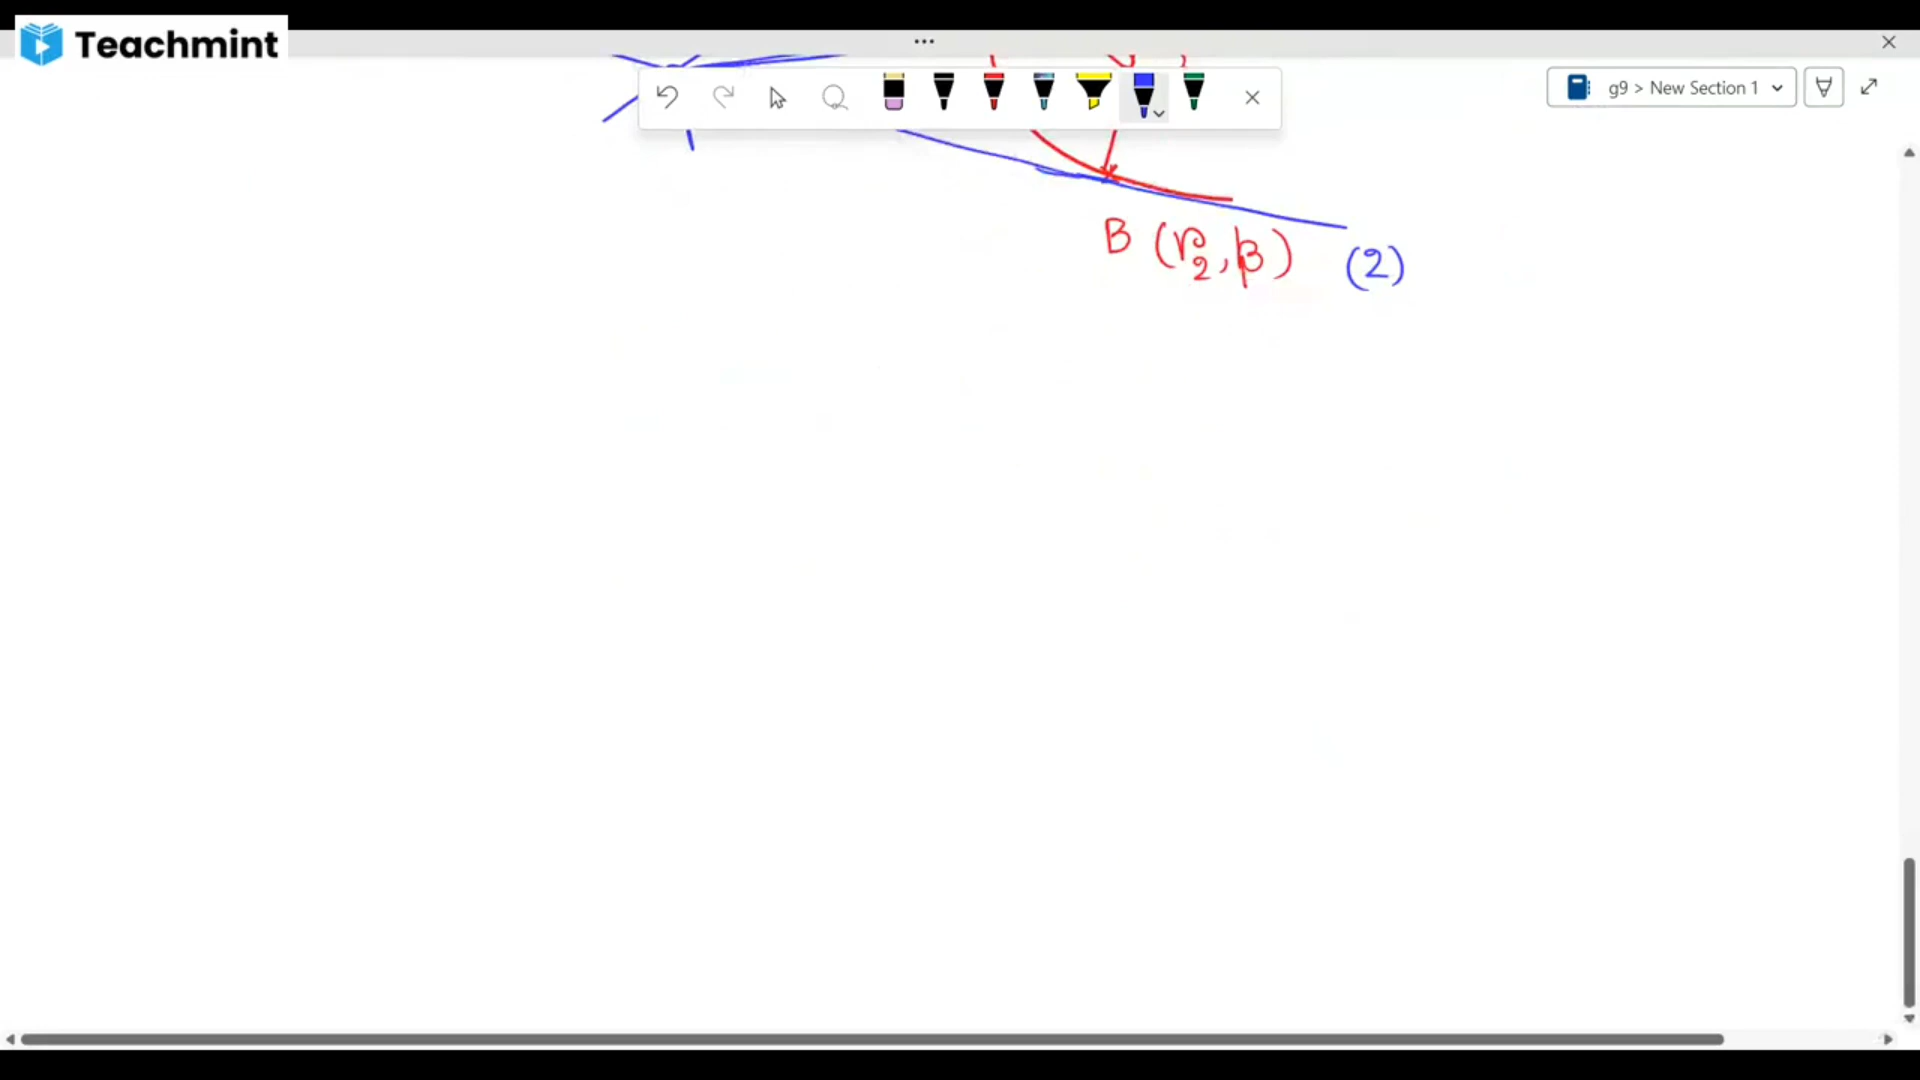 Teachmint
g9 > New Section 1
B (r₂, β) (2)